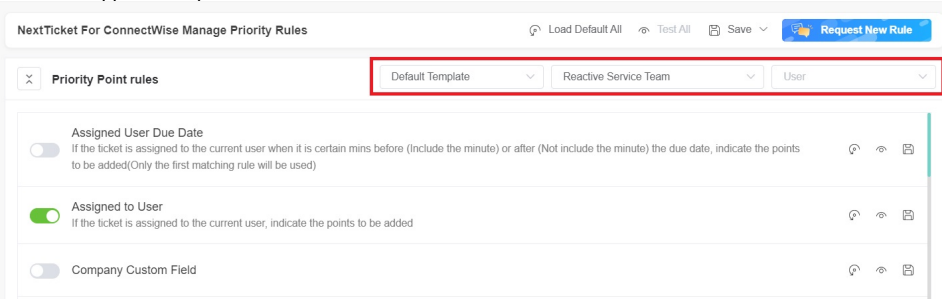 NextTicket For ConnectWise Manage Priority Rules
Load Default All Test All Save Request New Rule
Priority Point rules
Default Template Reactive Service Team User
Assigned User Due Date
If the ticket is assigned to the current user when it is certain mins before (Include the minute) or after (Not include the minute) the due date, indicate the points
to be added(Only the first matching rule will be used)
Assigned to User
If the ticket is assigned to the current user, indicate the points to be added
Company Custom Field